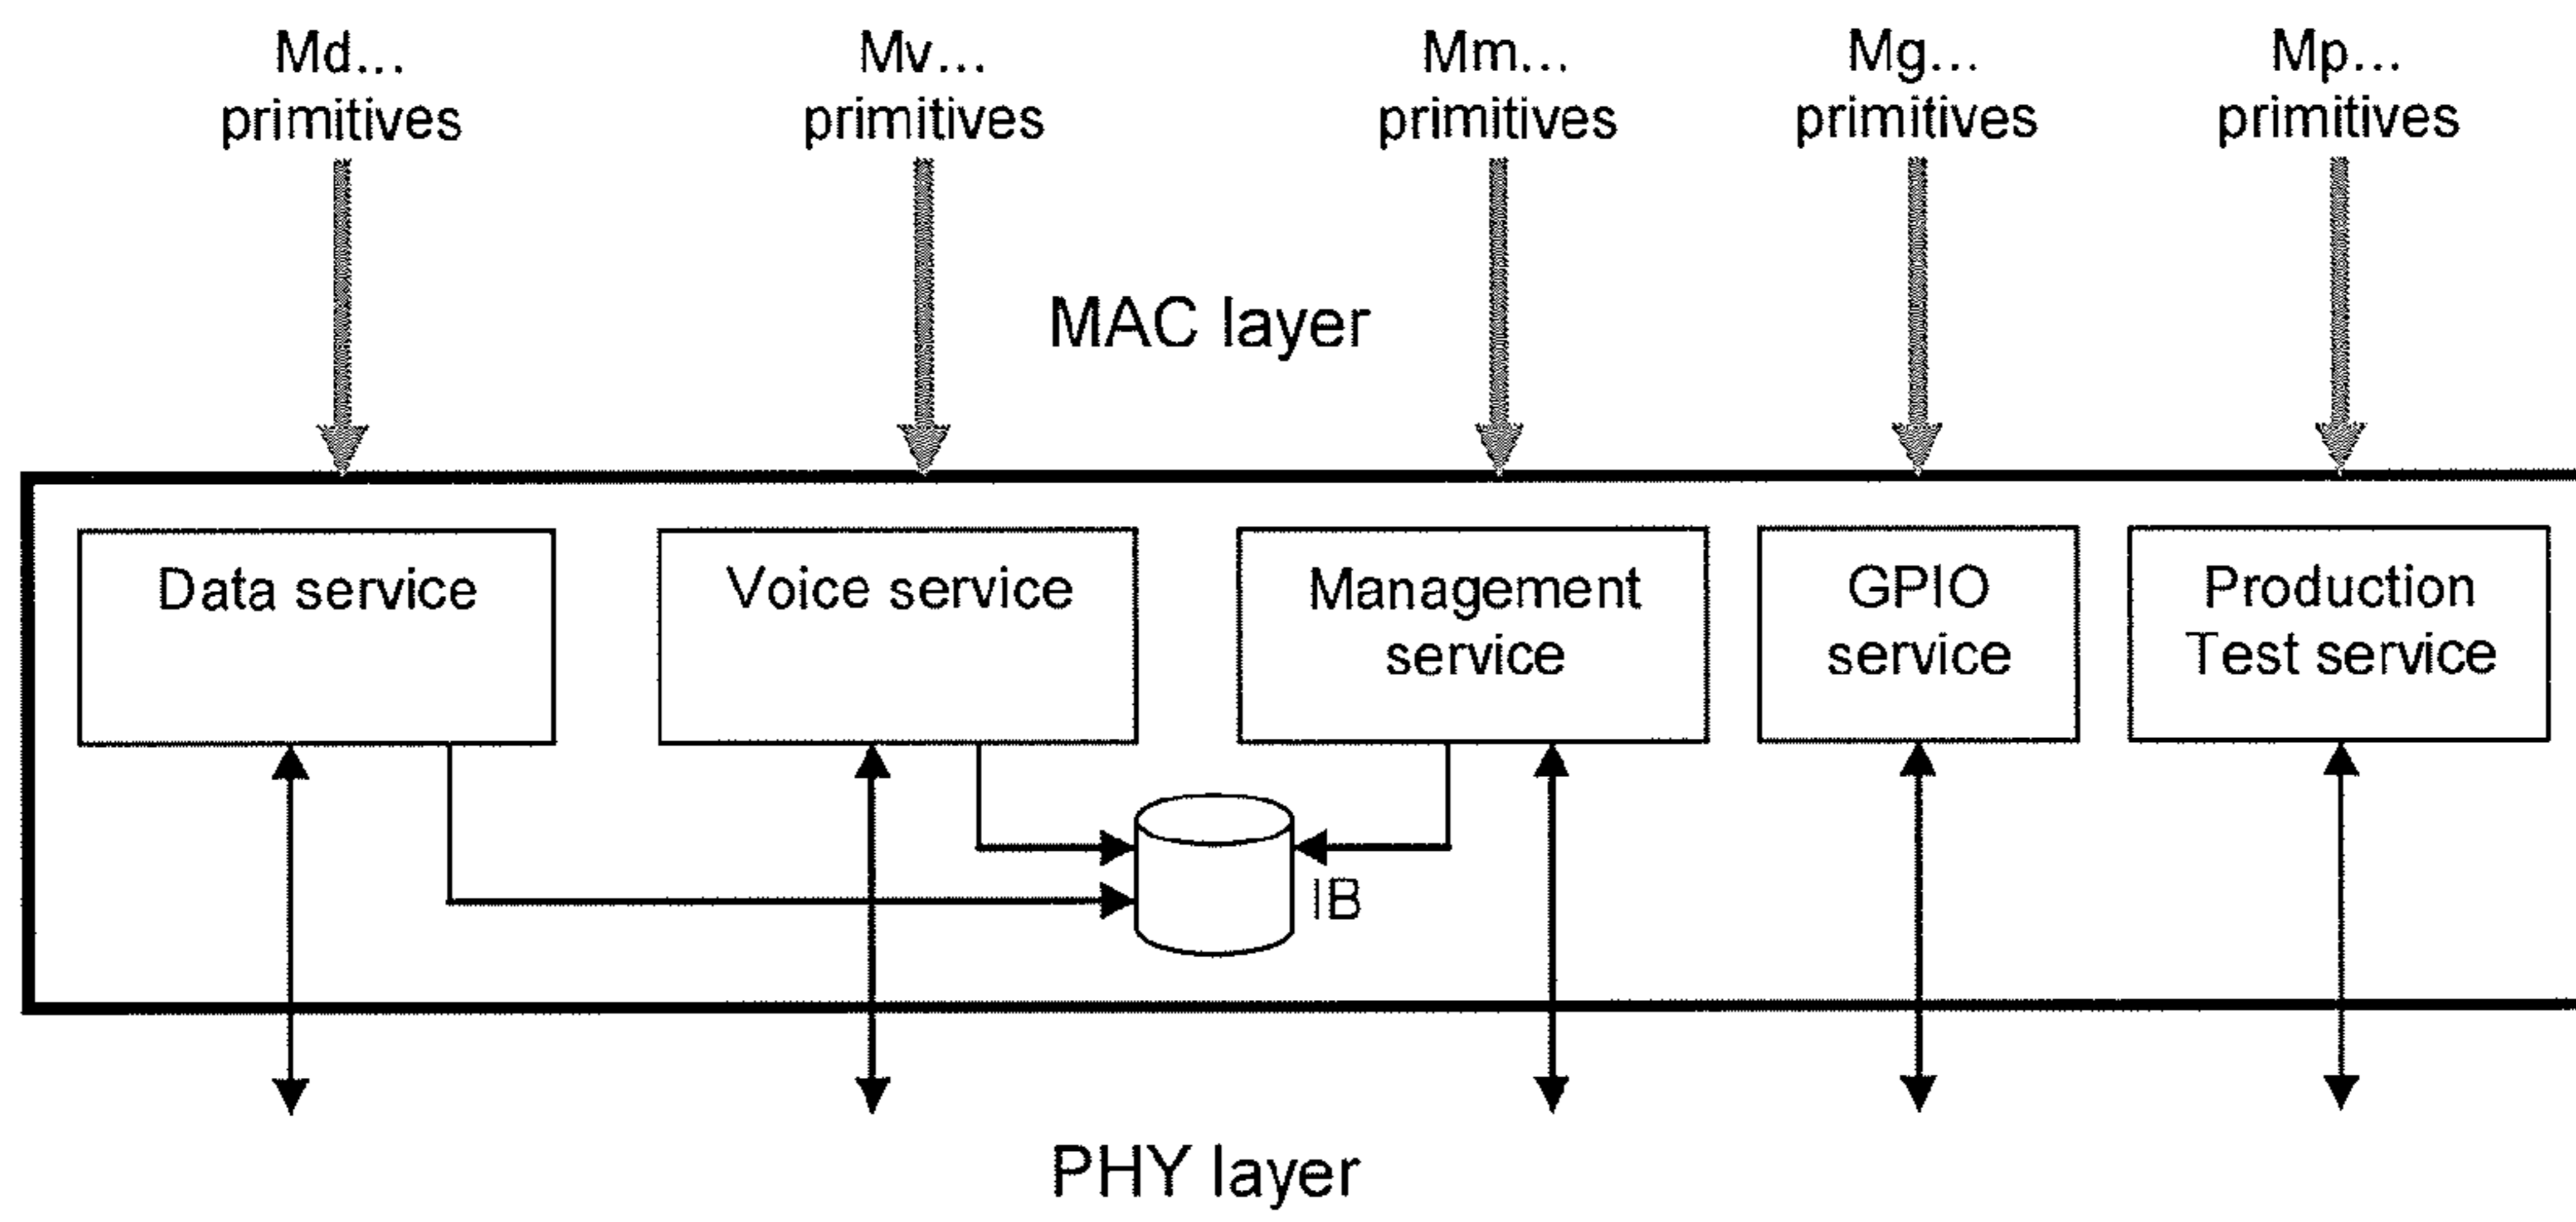 Md...
primitives
Mv...
primitives
Mm...
primitives
Mg...
primitives
Mp...
primitives
MAC layer
Data service
Voice service
Management
service
GPIO
service
Production
Test service
IB
PHY layer